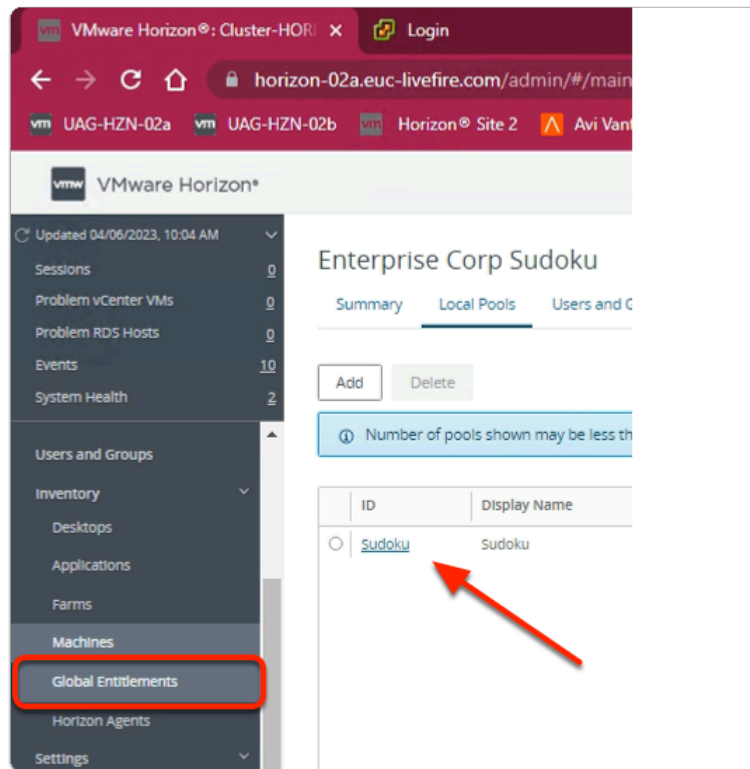 VMware Horizon®: Cluster-HORI
Login
horizon-02a.euc-livefire.com/admin/#/main
UAG-HZN-02a
UAG-HZN-02b
Horizon® Site 2
Avi Vant
vmw VMware Horizon®
Updated 04/06/2023, 10:04 AM
Sessions 0
Problem vCenter VMs 0
Problem RDS Hosts 0
Events 10
System Health 2
Users and Groups
Inventory
Desktops
Applications
Farms
Machines
Global Entitlements
Horizon Agents
Settings
Enterprise Corp Sudoku
Summary Local Pools Users and G
Add Delete
Number of pools shown may be less th
ID Display Name
Sudoku Sudoku